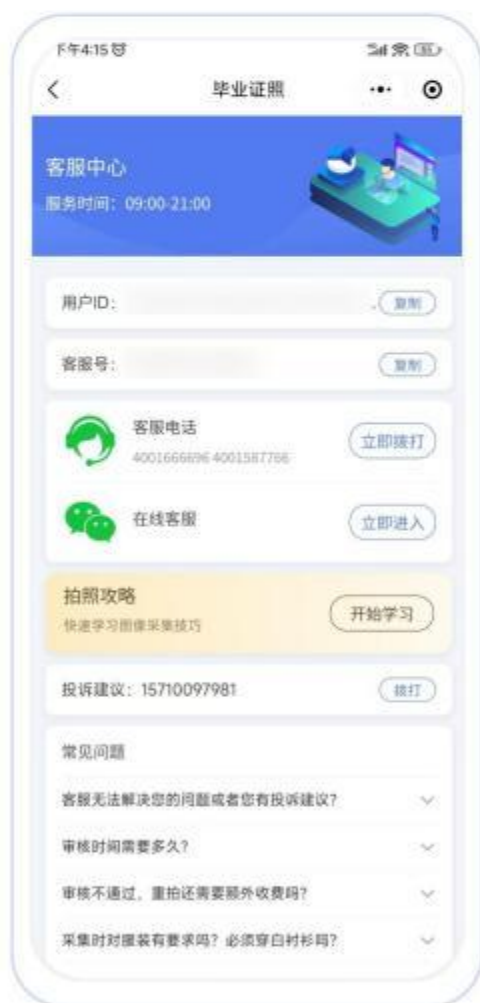 下午4:15
毕业证照
客服中心
服务时间：09:00-21:00
用户ID：
复制
客服号：
复制
客服电话
4001666696 4001587766
立即拨打
在线客服
立即进入
拍照攻略
快速学习图像采集技巧
开始学习
投诉建议：15710097981
拨打
常见问题
客服无法解决您的问题或者您有投诉建议？
审核时间需要多久？
审核不通过，重拍还需要额外收费吗？
采集时对服装有要求吗？必须穿白衬衫吗？